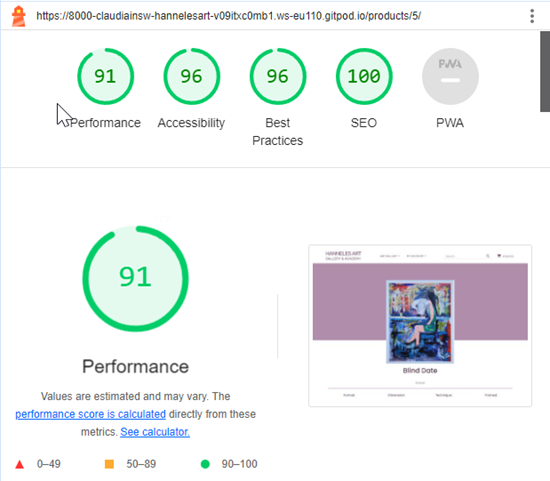 https://8000-claudiainsw-hannelesart-v09itxc0mb1.ws-eu110.gitpod.io/products/5/
91
96
96
100
PWA
Performance
Accessibility
Best
Practices
SEO
PWA
91
Performance
Values are estimated and may vary. The
performance score is calculated directly from these
metrics. See calculator.
0–49
50–89
90–100
HANNELES ART
GALLERY & ACADEMY
Blind Date